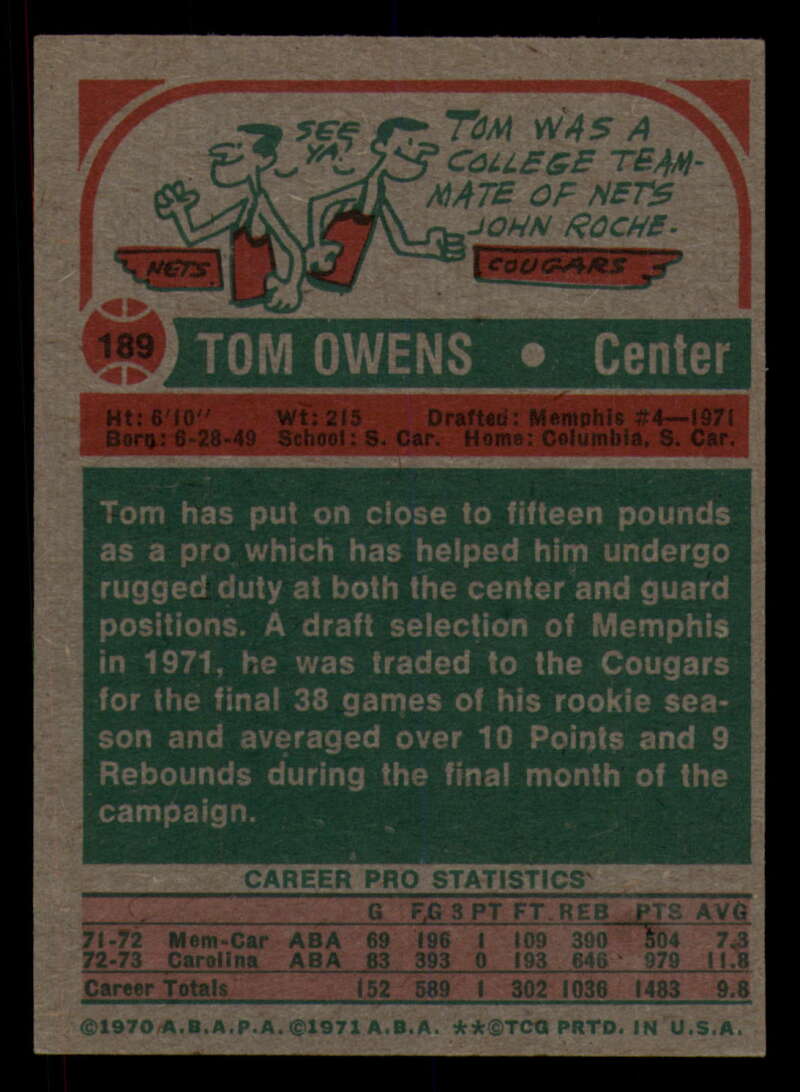 SEE YA!
TOM WAS A
COLLEGE TEAM-
MATE OF NET'S
JOHN ROCHE.
NETS
COUGARS
189 TOM OWENS • Center
Ht: 6'10" Wt: 215 Drafted: Memphis #4—1971
Born: 6-28-49 School: S. Car. Home: Columbia, S. Car.
Tom has put on close to fifteen pounds
as a pro which has helped him undergo
rugged duty at both the center and guard
positions. A draft selection of Memphis
in 1971, he was traded to the Cougars
for the final 38 games of his rookie sea-
son and averaged over 10 Points and 9
Rebounds during the final month of the
campaign.
CAREER PRO STATISTICS
G FG 3 PT FT REB PTS AVG
71-72 Mem-Car ABA 69 196 1 109 390 504 7.3
72-73 Carolina ABA 83 393 0 193 646 979 11.8
Career Totals 152 589 1 302 1036 1483 9.8
©1970 A.B.A.P.A. ©1971 A.B.A. **©TCG PRTD. IN U.S.A.